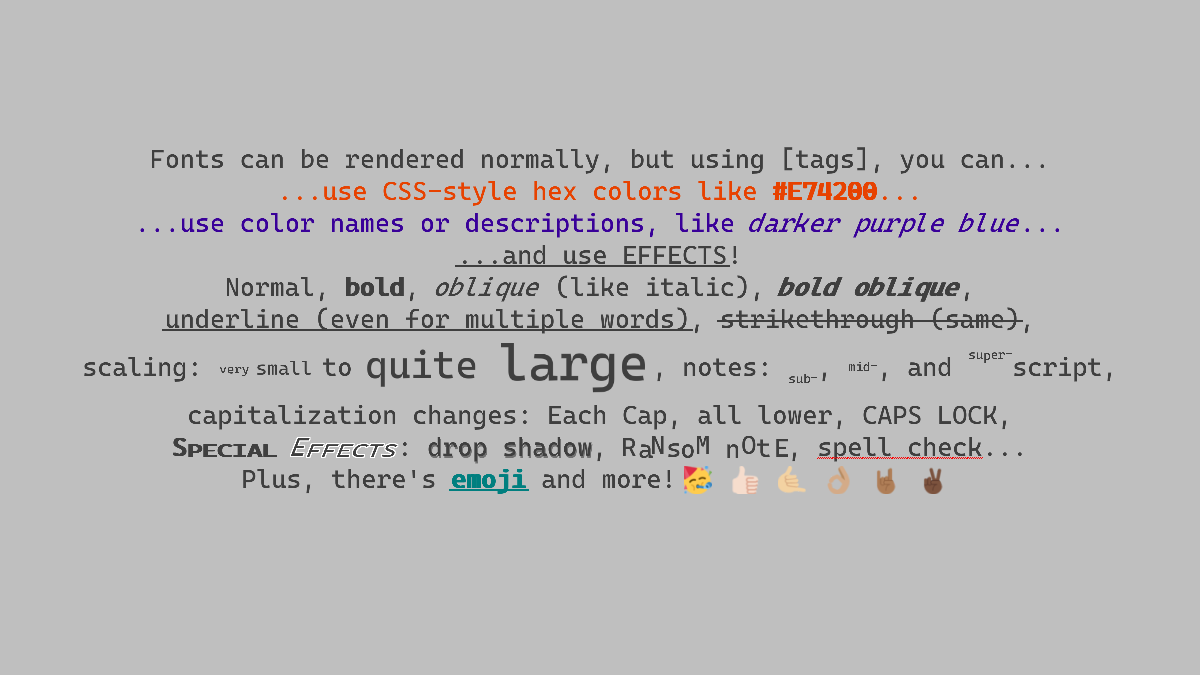 Fonts can be rendered normally, but using [tags], you can...
...use CSS-style hex colors like #E74200...
...use color names or descriptions, like darker purple blue...
...and use EFFECTS!
Normal, bold, oblique (like italic), bold oblique,
underline (even for multiple words), strikethrough (same),
scaling: very small to quite large, notes: sub-, mid-, and super-script,
capitalization changes: Each Cap, all lower, CAPS LOCK,
SPECIAL EFFECTS: drop shadow, RaNsoM nOtE, spell check...
Plus, there's emoji and more! 🥳 👍🏻 🤙🏼 👌🏽 🤘🏾 ✌🏿